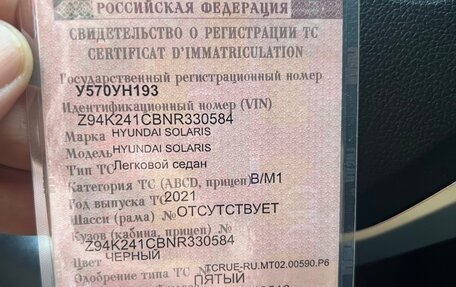 РОССИЙСКАЯ ФЕДЕРАЦИЯ
СВИДЕТЕЛЬСТВО О РЕГИСТРАЦИИ ТС
CERTIFICAT D'IMMATRICULATION
Государственный регистрационный номер
У570УН193
Идентификационный номер (VIN)
Z94K241CBNR330584
Марка HYUNDAI SOLARIS
Модель HYUNDAI SOLARIS
Тип ТС Легковой седан
Категория ТС (ABCD, прицеп) B/M1
Год выпуска ТС 2021
Шасси (рама) № ОТСУТСТВУЕТ
Кузов (кабина, прицеп) №
Z94K241CBNR330584
Цвет ЧЕРНЫЙ
Одобрение типа ТС № TCRUE-RU.MT02.00590.P6
ПЯТЫЙ